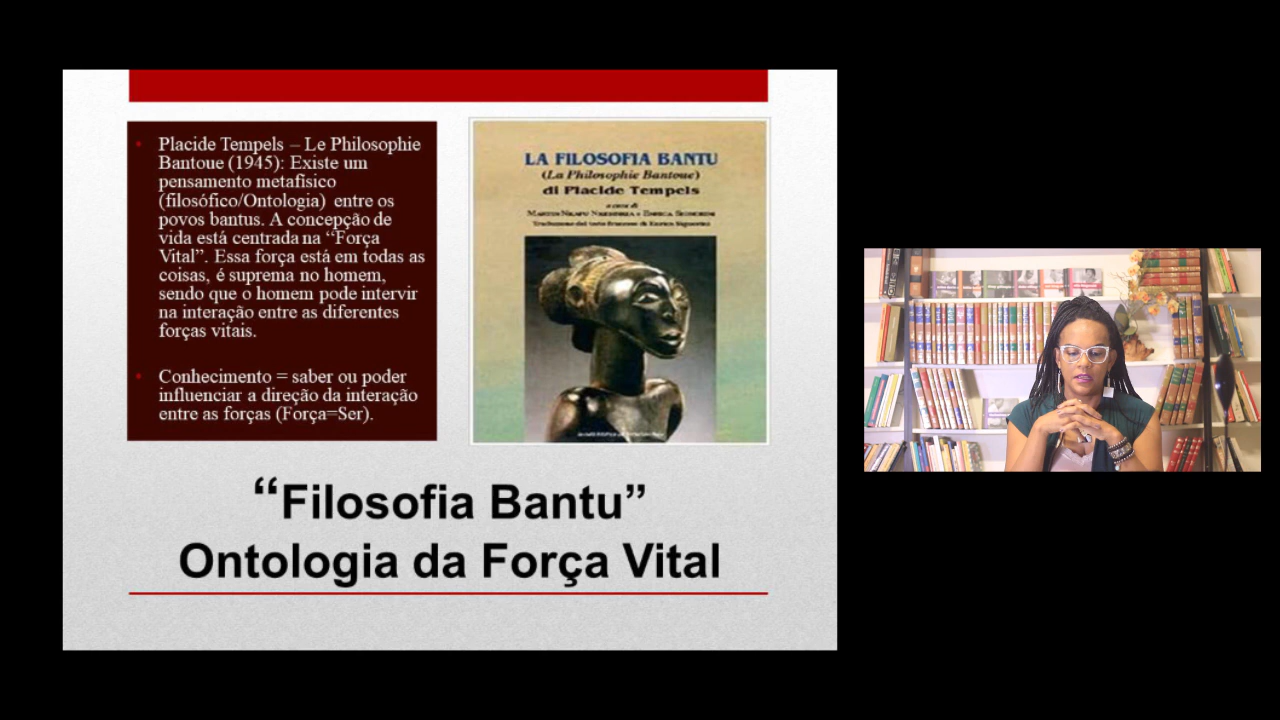 Placide Tempels – Le Philosophie
Bantoue (1945): Existe um
pensamento metafísico
(filosófico/Ontologia) entre os
povos bantus. A concepção de
vida está centrada na “Força
Vital”. Essa força está em todas as
coisas, é suprema no homem,
sendo que o homem pode intervir
na interação entre as diferentes
forças vitais.
Conhecimento = saber ou poder
influenciar a direção da interação
entre as forças (Força=Ser).
LA FILOSOFIA BANTU
(La Philosophie Bantoue)
di Placide Tempels
a cura di
“Filosofia Bantu”
Ontologia da Força Vital